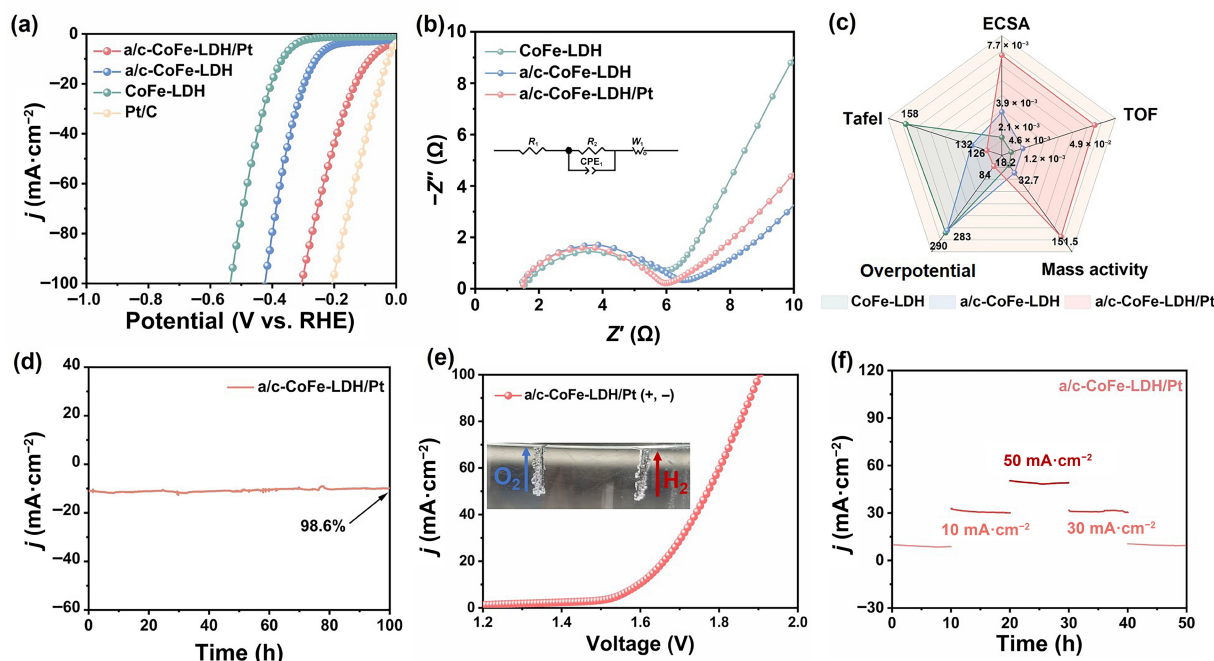 (a)
0
−20
−40
−60
−80
−100
j (mA·cm−2)
a/c-CoFe-LDH/Pt
a/c-CoFe-LDH
CoFe-LDH
Pt/C
−1.0
−0.8
−0.6
−0.4
−0.2
0.0
Potential (V vs. RHE)
(b)
10
8
6
4
2
0
−Z″ (Ω)
CoFe-LDH
a/c-CoFe-LDH
a/c-CoFe-LDH/Pt
R1
R2
W1
CPE1
0
2
4
6
8
10
Z′ (Ω)
(c)
ECSA
7.7 × 10−3
3.9 × 10−3
2.1 × 10−3
Tafel
158
132
126
TOF
4.6 × 10−3
4.9 × 10−2
1.2 × 10−3
18.2
84
32.7
290
283
151.5
Overpotential
Mass activity
CoFe-LDH
a/c-CoFe-LDH
a/c-CoFe-LDH/Pt
(d)
40
20
0
−20
−40
−60
j (mA·cm−2)
a/c-CoFe-LDH/Pt
98.6%
0
20
40
60
80
100
Time (h)
(e)
100
80
60
40
20
0
j (mA·cm−2)
a/c-CoFe-LDH/Pt (+, −)
O2
H2
1.2
1.4
1.6
1.8
2.0
Voltage (V)
(f)
120
90
60
30
0
−30
j (mA·cm−2)
a/c-CoFe-LDH/Pt
50 mA·cm−2
10 mA·cm−2
30 mA·cm−2
0
10
20
30
40
50
Time (h)